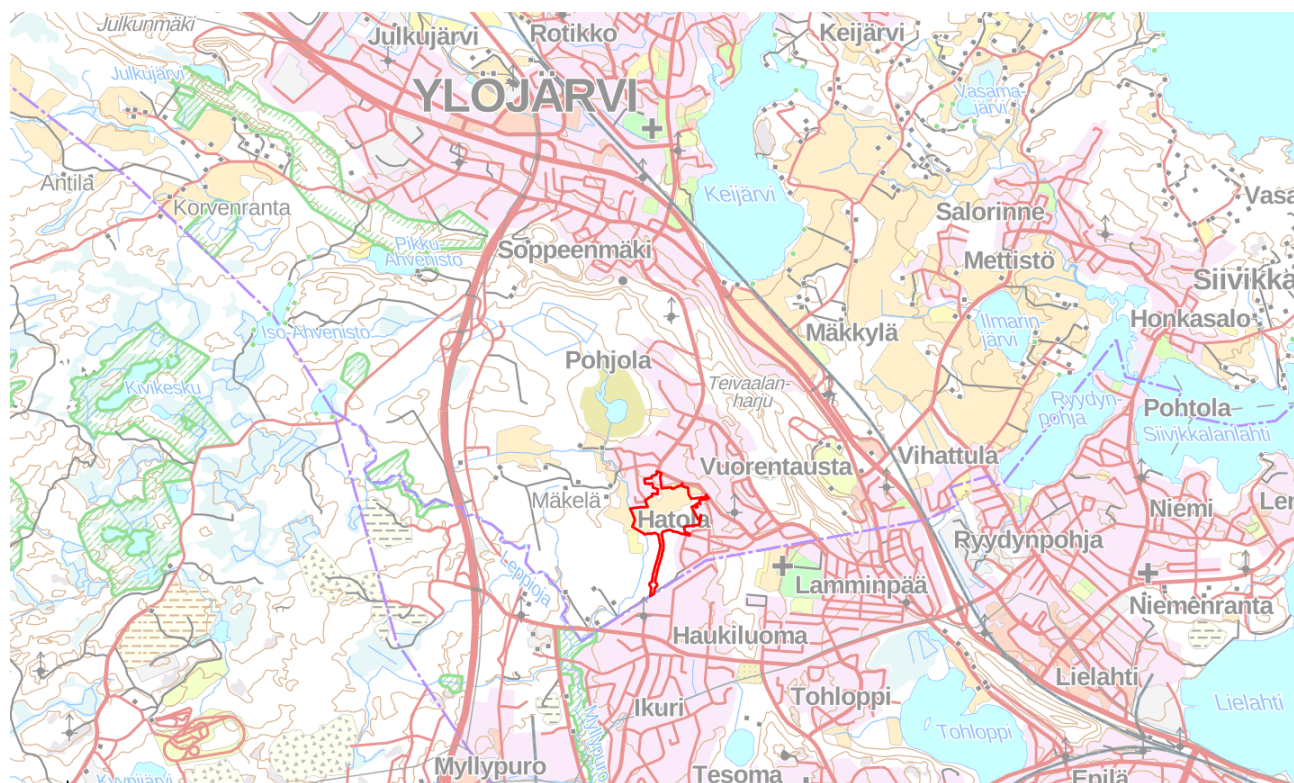 Julkunmäki
Julkujärvi
Rotikko
Keijärvi
Julkujärvi
YLÖJÄRVI
Vasama-
järvi
Antila
Korvenranta
Keijärvi
Salorinne
Pikku-
Ahvenisto
Soppeenmäki
Mettistö
Siivikka
Iso-Ahvenisto
Mäkkylä
Ilmarin-
järvi
Honkasalo
Pohjola
Kivikesku
Teivaalan-
harju
Ryydyn-
pohja
Pohtola
Siivikkalanlahti
Vuorentausta
Vihattula
Mäkelä
Hatola
Niemi
Ryydynpohja
Leppioja
Lamminpää
Niemenranta
Haukiluoma
Lielahti
Ikuri
Tohloppi
Lielahti
Myllypuro
Tohloppi
Myllypuro
Tesoma
Epilä